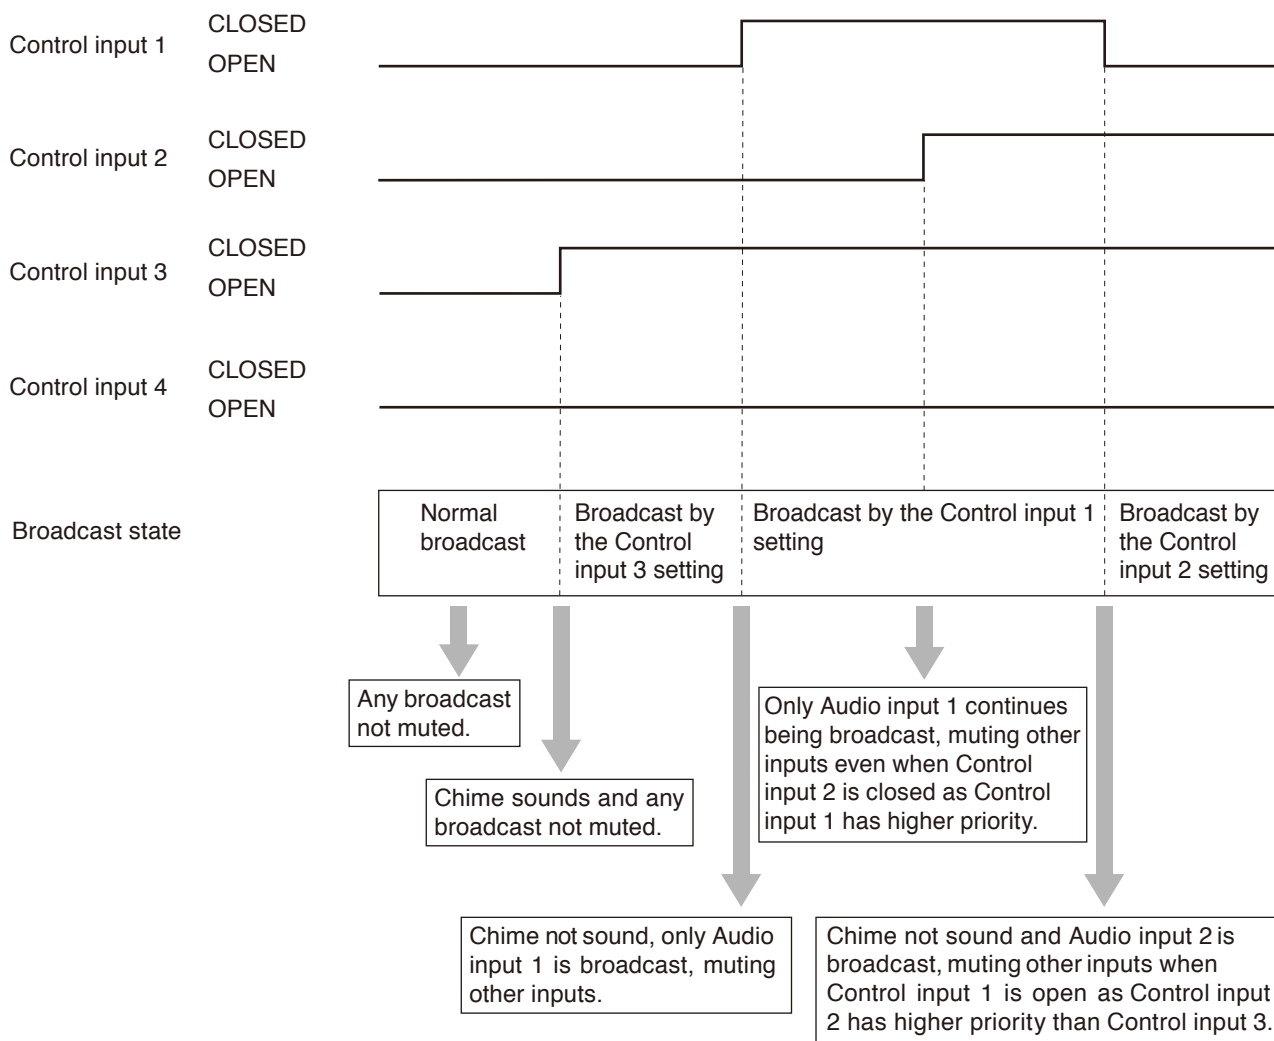 CLOSED
Control input 1
OPEN
CLOSED
Control input 2
OPEN
CLOSED
Control input 3
OPEN
CLOSED
Control input 4
OPEN
Broadcast state
Normal
broadcast
Broadcast by
the Control
input 3 setting
Broadcast by the Control input 1
setting
Broadcast by
the Control
input 2 setting
Any broadcast
not muted.
Chime sounds and any
broadcast not muted.
Only Audio input 1 continues
being broadcast, muting other
inputs even when Control
input 2 is closed as Control
input 1 has higher priority.
Chime not sound, only Audio
input 1 is broadcast, muting
other inputs.
Chime not sound and Audio input 2 is
broadcast, muting other inputs when
Control input 1 is open as Control input
2 has higher priority than Control input 3.